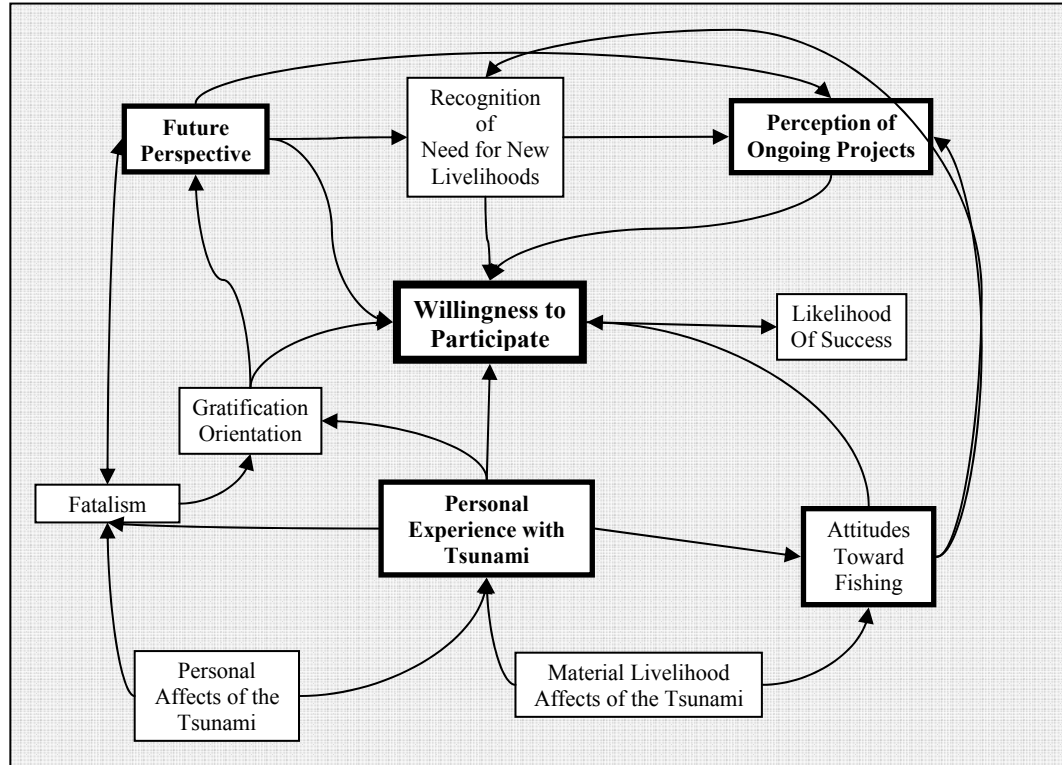 Recognition
of
Need for New
Livelihoods
Future
Perspective
Perception of
Ongoing Projects
Willingness to
Participate
Likelihood
Of Success
Gratification
Orientation
Fatalism
Personal
Experience with
Tsunami
Attitudes
Toward
Fishing
Personal
Affects of the
Tsunami
Material Livelihood
Affects of the Tsunami